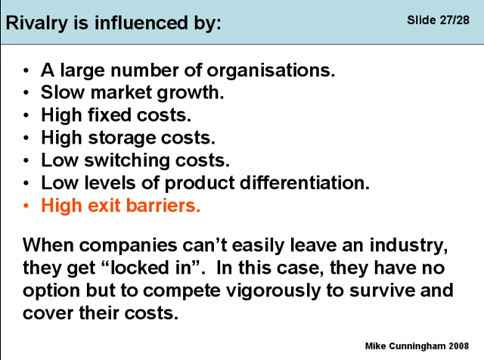 Rivalry is influenced by:
Slide 27/28
• A large number of organisations.
• Slow market growth.
• High fixed costs.
• High storage costs.
• Low switching costs.
• Low levels of product differentiation.
• High exit barriers.
When companies can’t easily leave an industry,
they get “locked in”.  In this case, they have no
option but to compete vigorously to survive and
cover their costs.
Mike Cunningham 2008